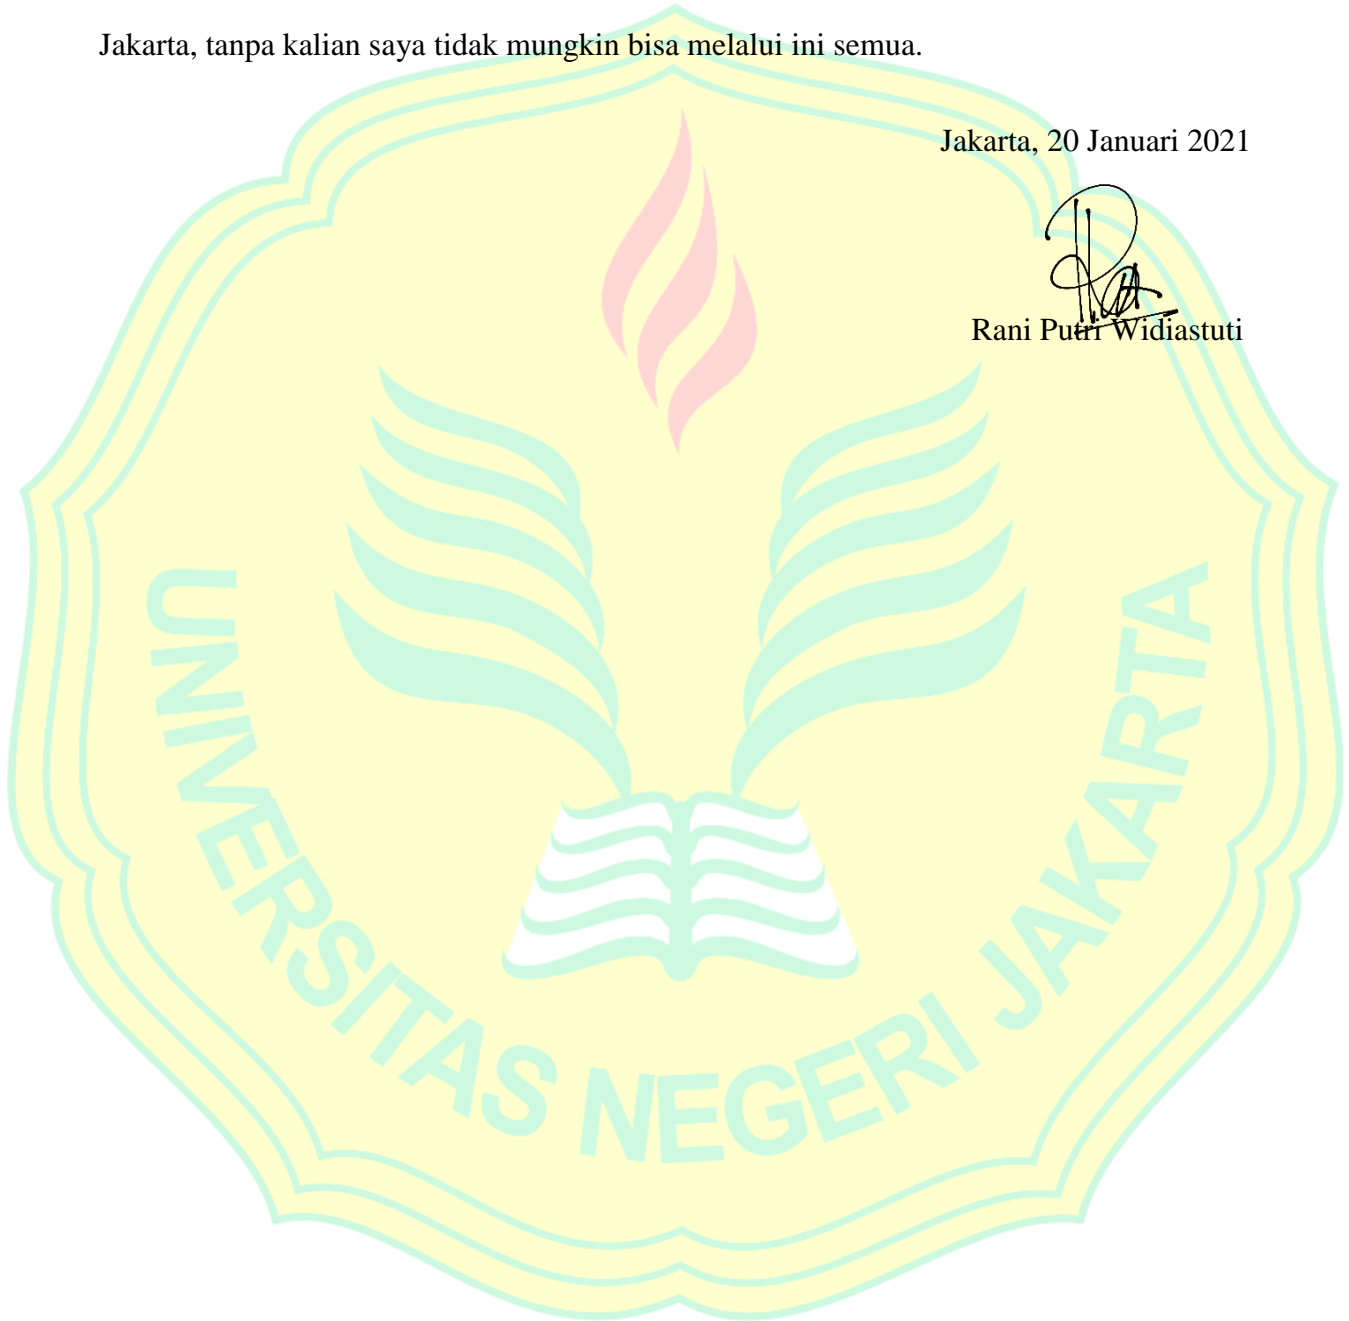 Jakarta, tanpa kalian saya tidak mungkin bisa melalui ini semua.
Jakarta, 20 Januari 2021
Rani Putri Widiastuti
UNIVERSITAS NEGERI JAKARTA